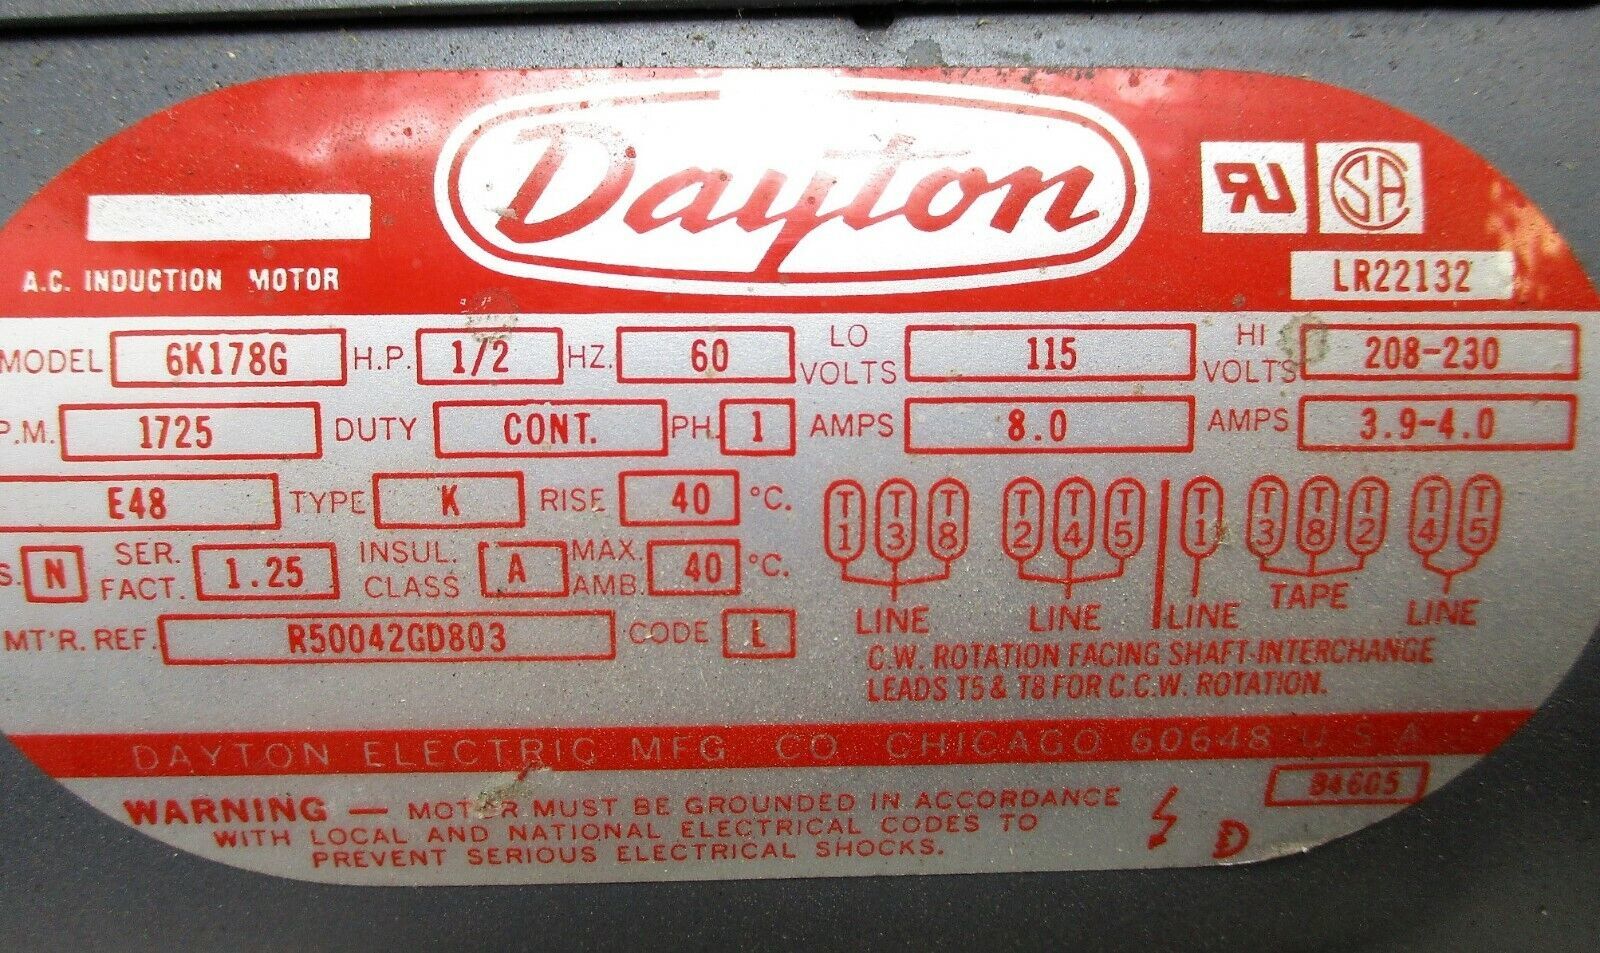 Dayton
A.C. INDUCTION MOTOR
LR22132
MODEL 6K178G H.P. 1/2 HZ. 60 LO VOLTS 115 HI VOLTS 208-230
P.M. 1725 DUTY CONT. PH. 1 AMPS 8.0 AMPS 3.9-4.0
E48 TYPE K RISE 40 °C.
T1 T3 T8 T2 T4 T5 T1 T3 T8 T2 T4 T5
S. N SER. FACT. 1.25 INSUL. CLASS A MAX. AMB. 40 °C.
LINE LINE LINE TAPE LINE
MT'R. REF. R50042GD803 CODE L
C.W. ROTATION FACING SHAFT-INTERCHANGE
LEADS T5 & T8 FOR C.C.W. ROTATION.
DAYTON ELECTRIC MFG. CO. CHICAGO 60648 U.S.A.
WARNING — MOTOR MUST BE GROUNDED IN ACCORDANCE
WITH LOCAL AND NATIONAL ELECTRICAL CODES TO
PREVENT SERIOUS ELECTRICAL SHOCKS.
D